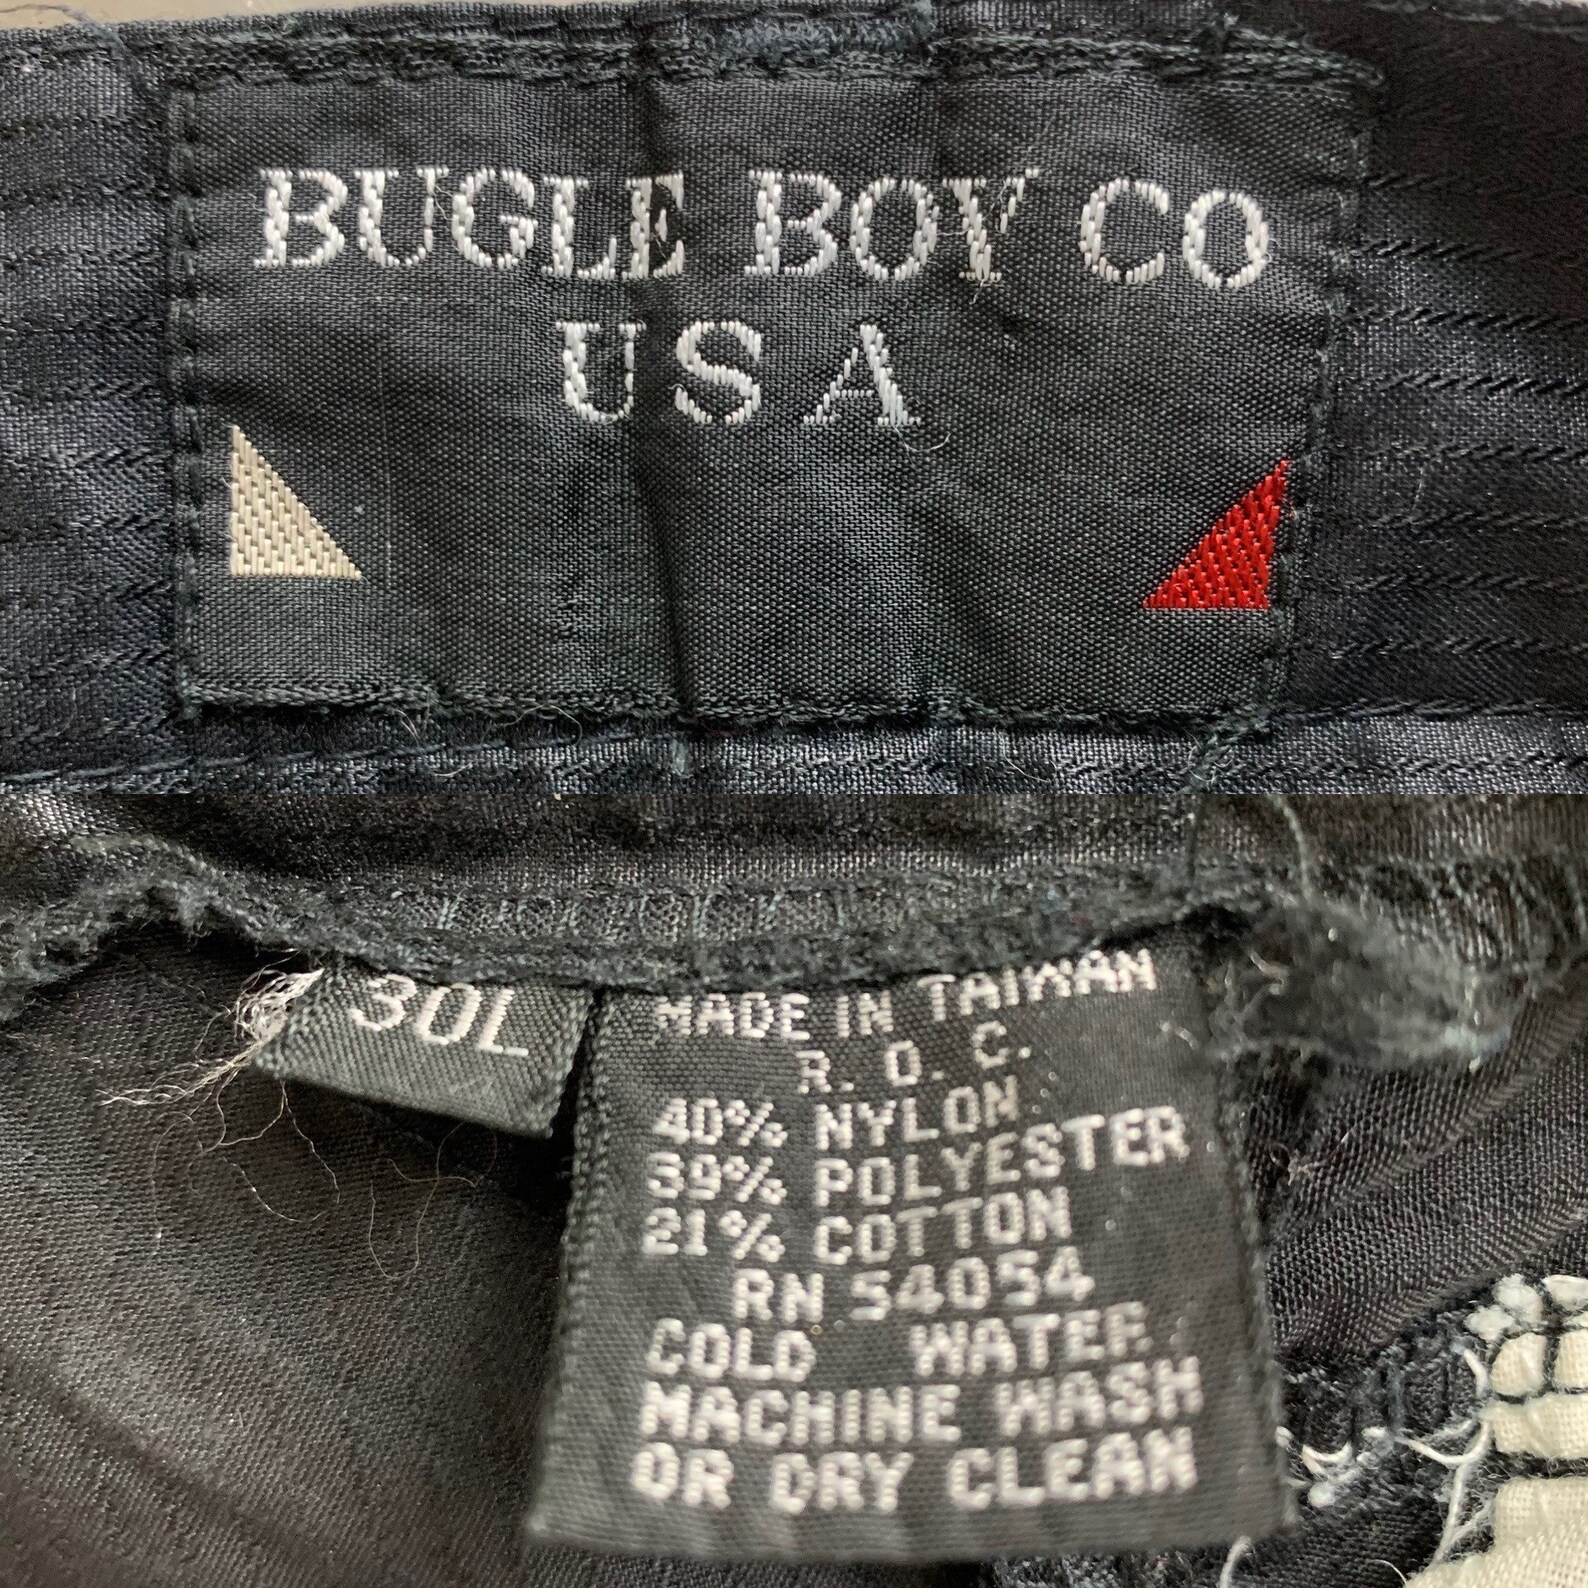 BUGLE BOY CO
USA
30L
MADE IN TAIWAN
R. O. C.
40% NYLON
39% POLYESTER
21% COTTON
RN 54054
COLD WATER
MACHINE WASH
OR DRY CLEAN